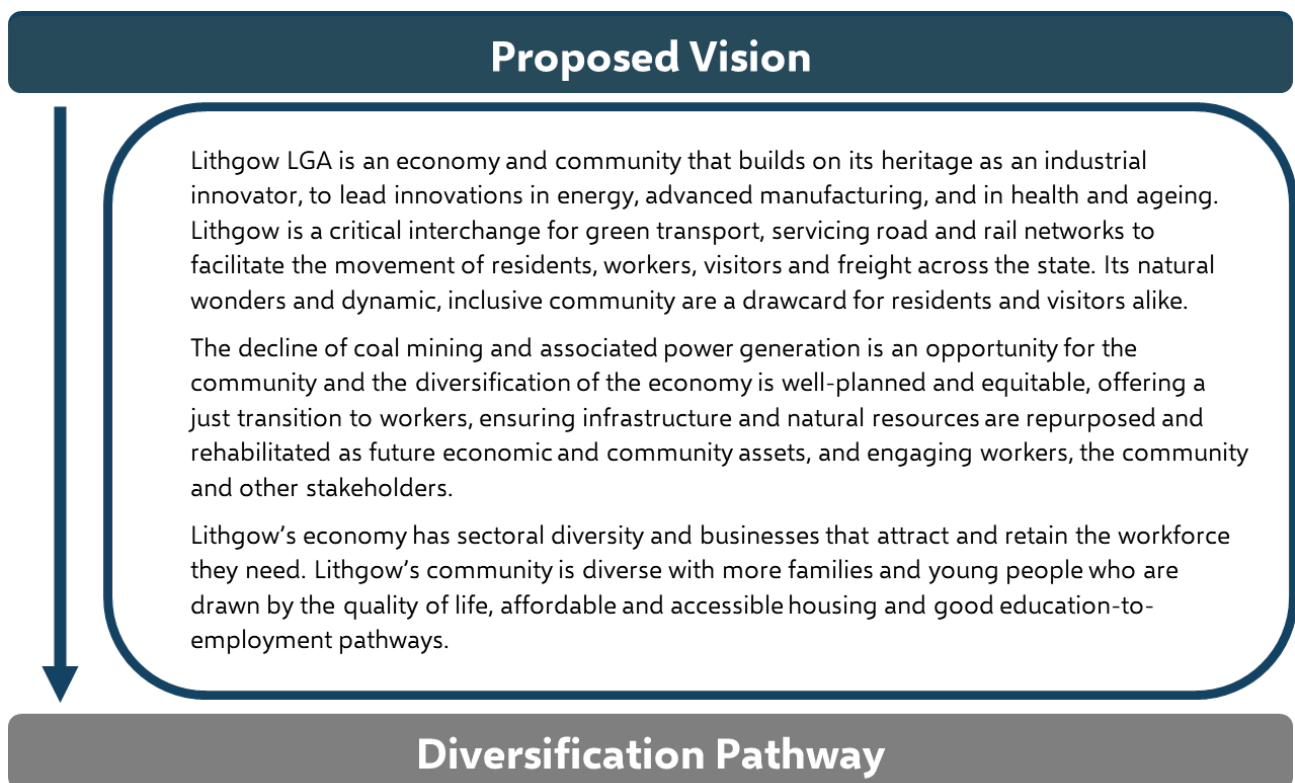 Proposed Vision
Lithgow LGA is an economy and community that builds on its heritage as an industrial
innovator, to lead innovations in energy, advanced manufacturing, and in health and ageing.
Lithgow is a critical interchange for green transport, servicing road and rail networks to
facilitate the movement of residents, workers, visitors and freight across the state. Its natural
wonders and dynamic, inclusive community are a drawcard for residents and visitors alike.
The decline of coal mining and associated power generation is an opportunity for the
community and the diversification of the economy is well-planned and equitable, offering a
just transition to workers, ensuring infrastructure and natural resources are repurposed and
rehabilitated as future economic and community assets, and engaging workers, the community
and other stakeholders.
Lithgow’s economy has sectoral diversity and businesses that attract and retain the workforce
they need. Lithgow’s community is diverse with more families and young people who are
drawn by the quality of life, affordable and accessible housing and good education-to-
employment pathways.
Diversification Pathway